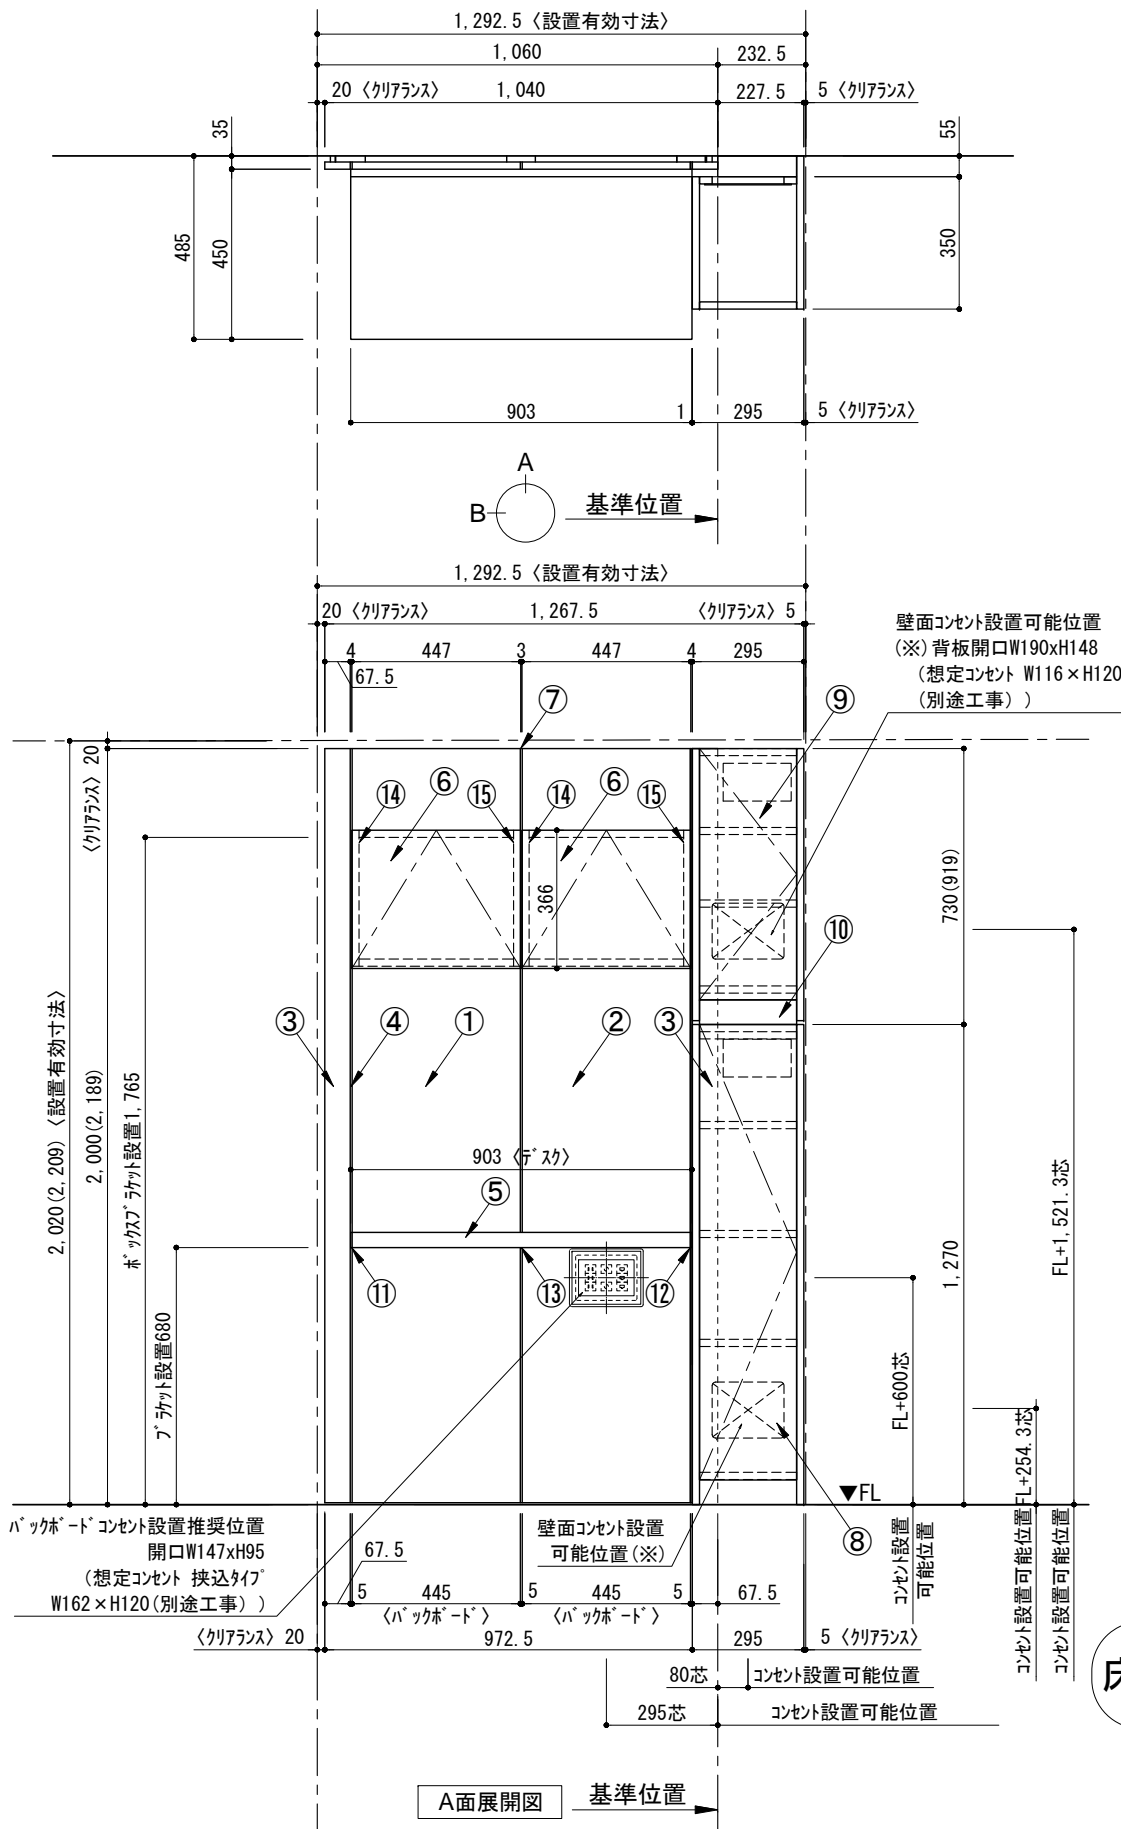 1,292.5〈設置有効寸法〉
1,060
232.5
20〈クリアランス〉
1,040
227.5
5〈クリアランス〉
35
55
485
450
350
903
1
295
5〈クリアランス〉
A
B
基準位置
1,292.5〈設置有効寸法〉
20〈クリアランス〉
1,267.5
〈クリアランス〉5
壁面コンセント設置可能位置
(※)背板開口W190xH148
(想定コンセント W116×H120
(別途工事))
4
447
3
447
4
295
67.5
⑦
⑨
〈クリアランス〉20
⑭
⑥
⑮
⑭
⑥
⑮
366
730(919)
⑩
③
④
①
②
③
2,020(2,209)〈設置有効寸法〉
2,000(2,189)
ボックスブラケット設置1,765
ブラケット設置680
903〈デスク〉
⑤
⑪
⑬
⑫
1,270
FL+1,521.3芯
FL+600芯
FL+254.3芯
▼FL
⑧
バックボードコンセント設置推奨位置
開口W147xH95
(想定コンセント 挟込タイプ
W162×H120(別途工事))
壁面コンセント設置
可能位置(※)
コンセント設置
可能位置
コンセント設置可能位置
コンセント設置可能位置
67.5
5
445
5
445
5
67.5
〈バックボード〉
〈バックボード〉
〈クリアランス〉20
972.5
295
5〈クリアランス〉
80芯
コンセント設置可能位置
295芯
コンセント設置可能位置
A面展開図
基準位置